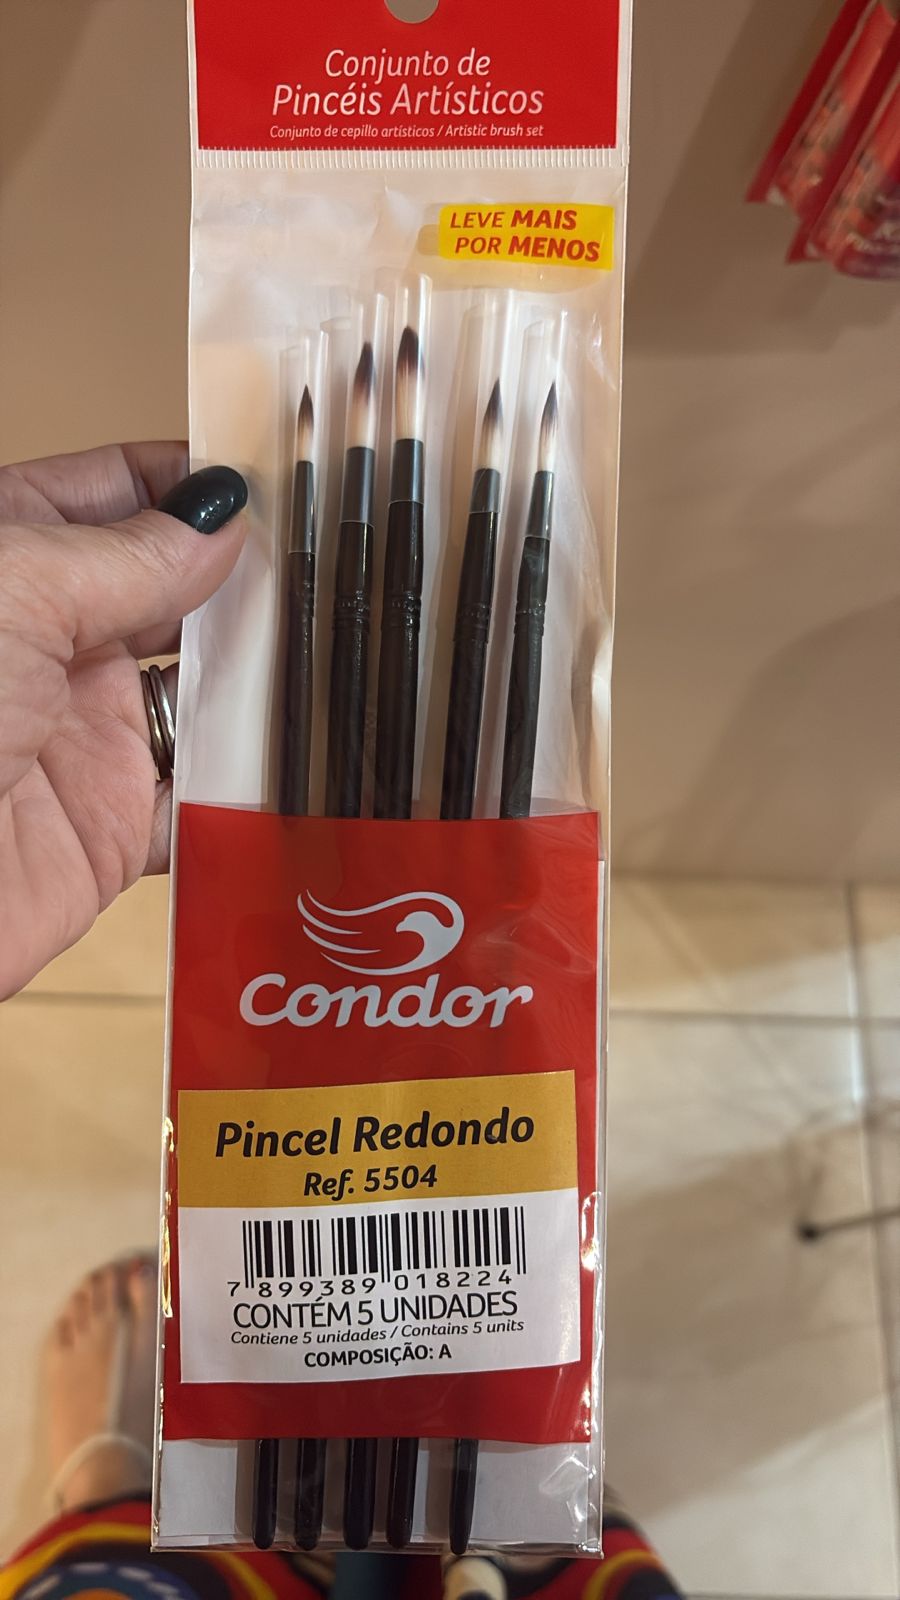 Conjunto de
Pincéis Artísticos
Conjunto de cepillo artísticos / Artistic brush set
LEVE MAIS
POR MENOS
Condor
Pincel Redondo
Ref. 5504
7 899389 018224
CONTÉM 5 UNIDADES
Contiene 5 unidades / Contains 5 units
COMPOSIÇÃO: A